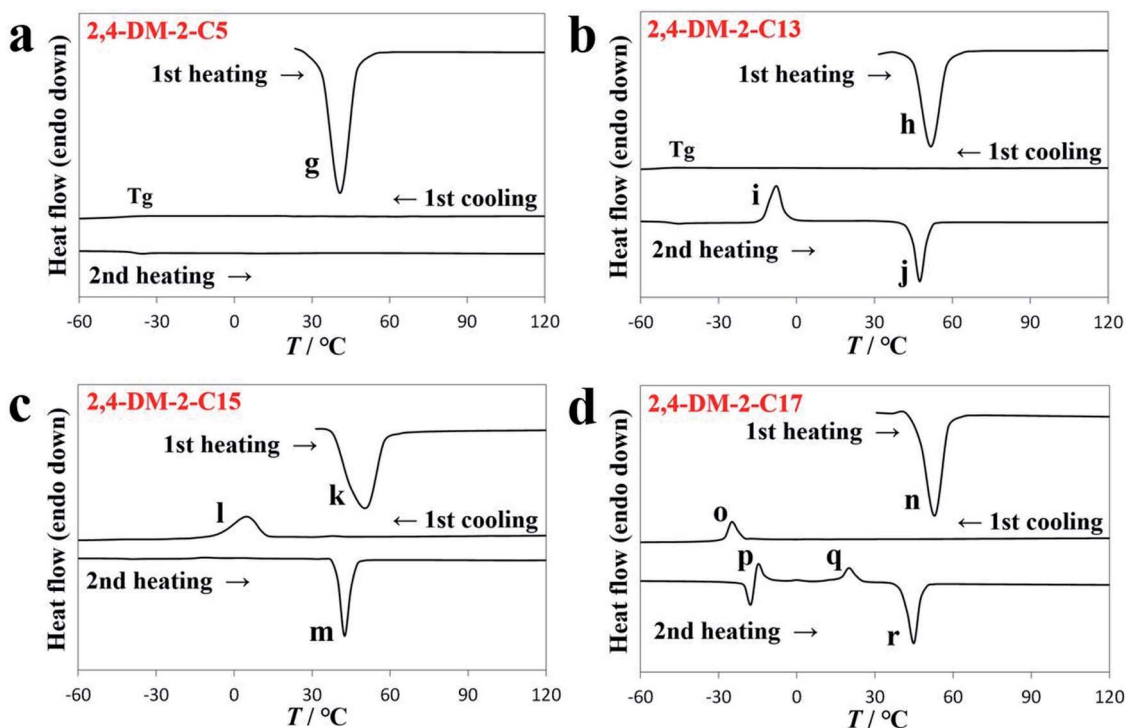 a
2,4-DM-2-C5
Heat flow (endo down)
1st heating →
g
Tg
← 1st cooling
2nd heating →
-60 -30 0 30 60 90 120
T / °C
b
2,4-DM-2-C13
Heat flow (endo down)
1st heating →
h
Tg
← 1st cooling
i
2nd heating →
j
-60 -30 0 30 60 90 120
T / °C
c
2,4-DM-2-C15
Heat flow (endo down)
1st heating →
k
l
← 1st cooling
2nd heating →
m
-60 -30 0 30 60 90 120
T / °C
d
2,4-DM-2-C17
Heat flow (endo down)
1st heating →
n
o
← 1st cooling
p
q
2nd heating →
r
-60 -30 0 30 60 90 120
T / °C